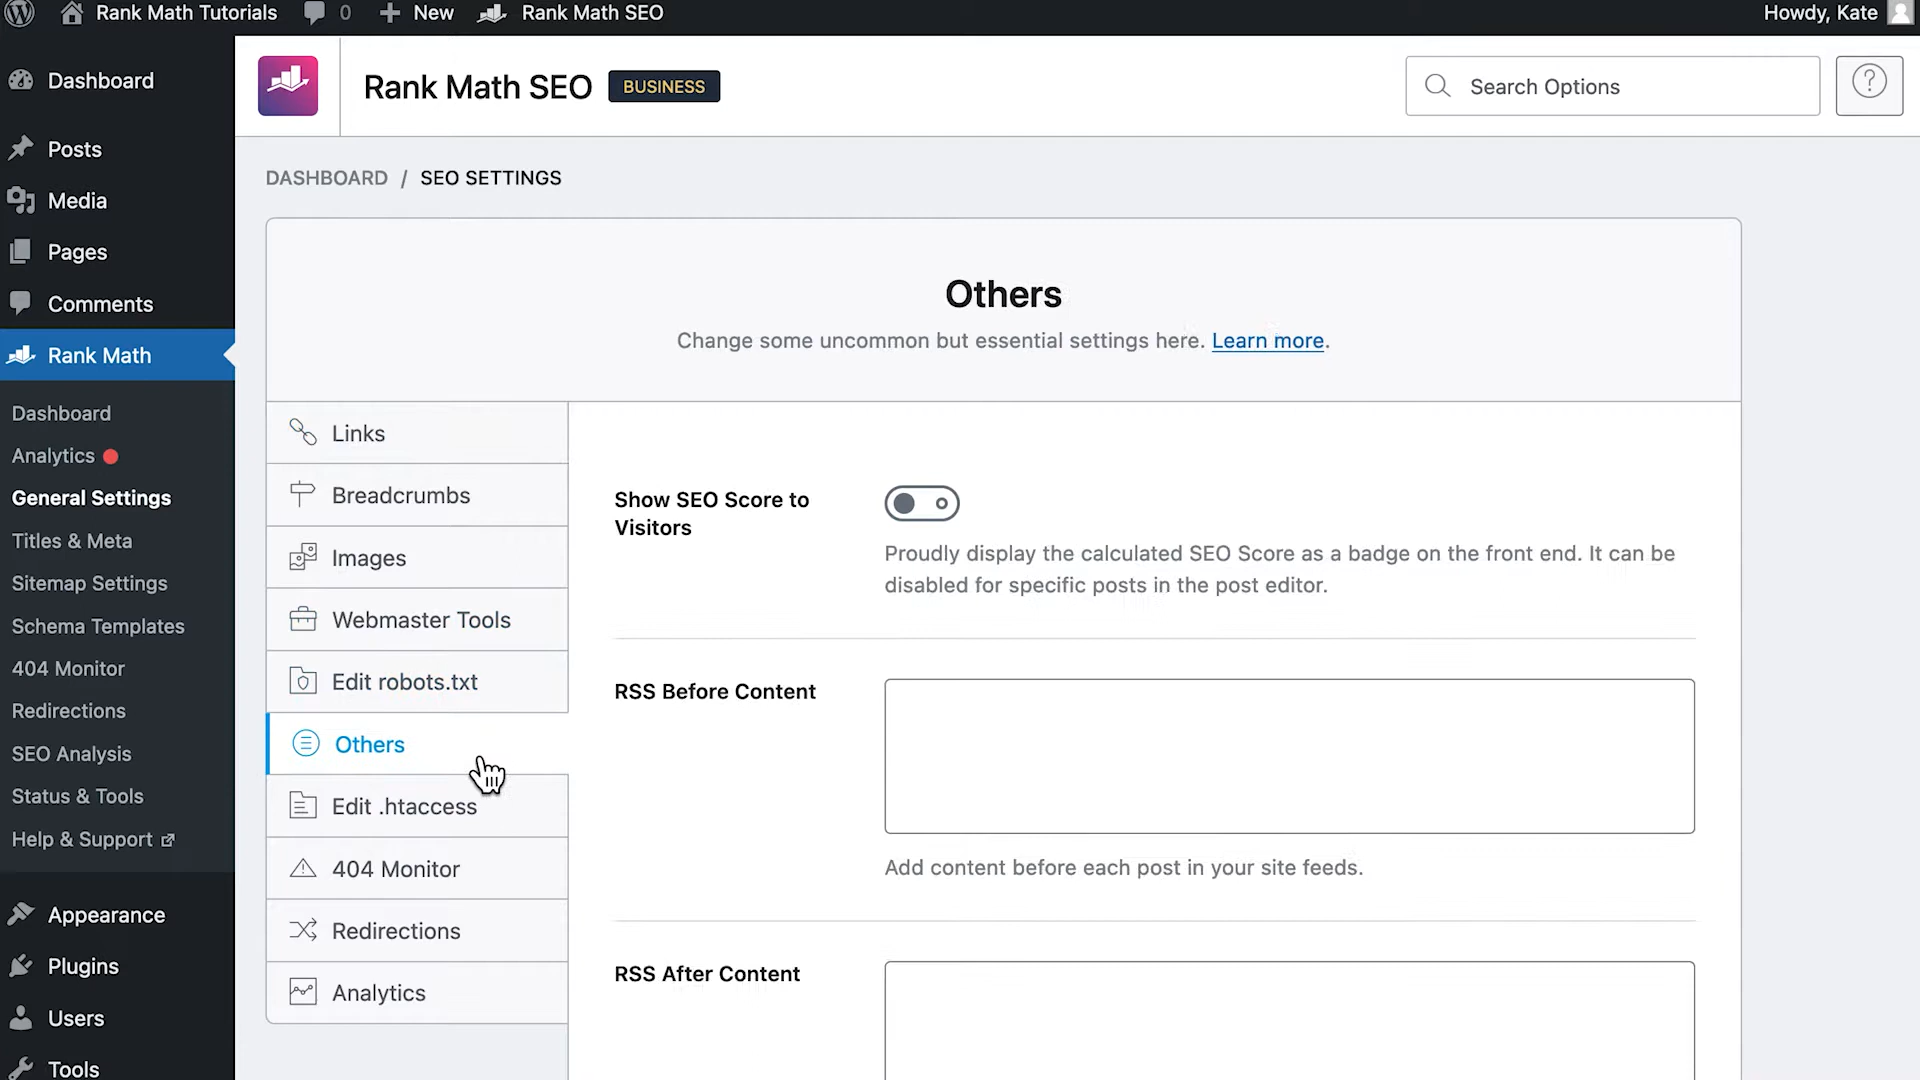 Rank Math Tutorials
0
New
Rank Math SEO
Howdy, Kate
Dashboard
Posts
Media
Pages
Comments
Rank Math
Dashboard
Analytics
General Settings
Titles & Meta
Sitemap Settings
Schema Templates
404 Monitor
Redirections
SEO Analysis
Status & Tools
Help & Support
Appearance
Plugins
Users
Tools
Rank Math SEO
BUSINESS
Search Options
?
DASHBOARD / SEO SETTINGS
Others
Change some uncommon but essential settings here. Learn more.
Links
Breadcrumbs
Images
Webmaster Tools
Edit robots.txt
Others
Edit .htaccess
404 Monitor
Redirections
Analytics
Show SEO Score to
Visitors
Proudly display the calculated SEO Score as a badge on the front end. It can be
disabled for specific posts in the post editor.
RSS Before Content
Add content before each post in your site feeds.
RSS After Content